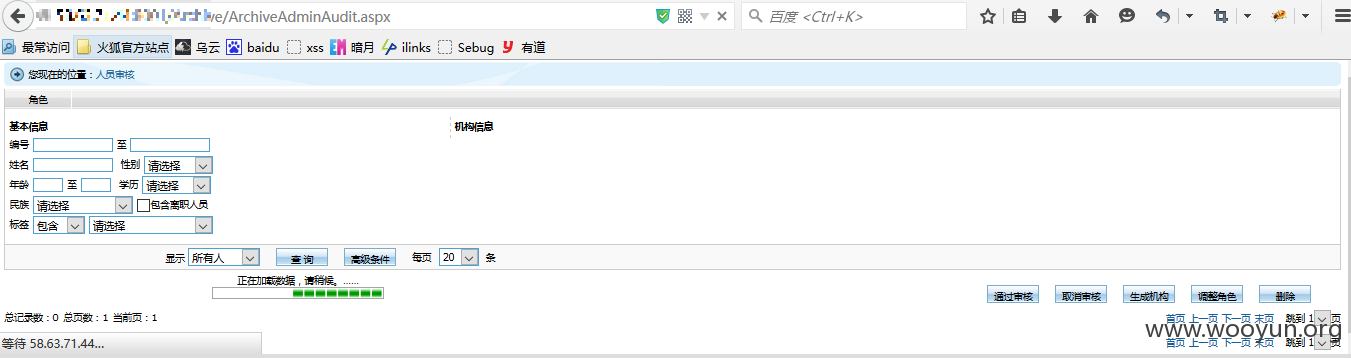 ve/ArchiveAdminAudit.aspx 百度 <Ctrl+K>
最常访问 火狐官方站点 乌云 baidu xss 暗月 ilinks Sebug 有道
您现在的位置：人员审核
角色
基本信息 机构信息
编号 至
姓名 性别 请选择
年龄 至 学历 请选择
民族 请选择 包含离职人员
标签 包含 请选择
显示 所有人 查 询 高级条件 每页 20 条
正在加载数据，请稍候。……
通过审核 取消审核 生成机构 调整角色 删除
总记录数：0 总页数：1 当前页：1 首页 上一页 下一页 末页 跳到 1 页
www.wooyun.org
等待 58.63.71.44... 首页 上一页 下一页 末页 跳到 1 页